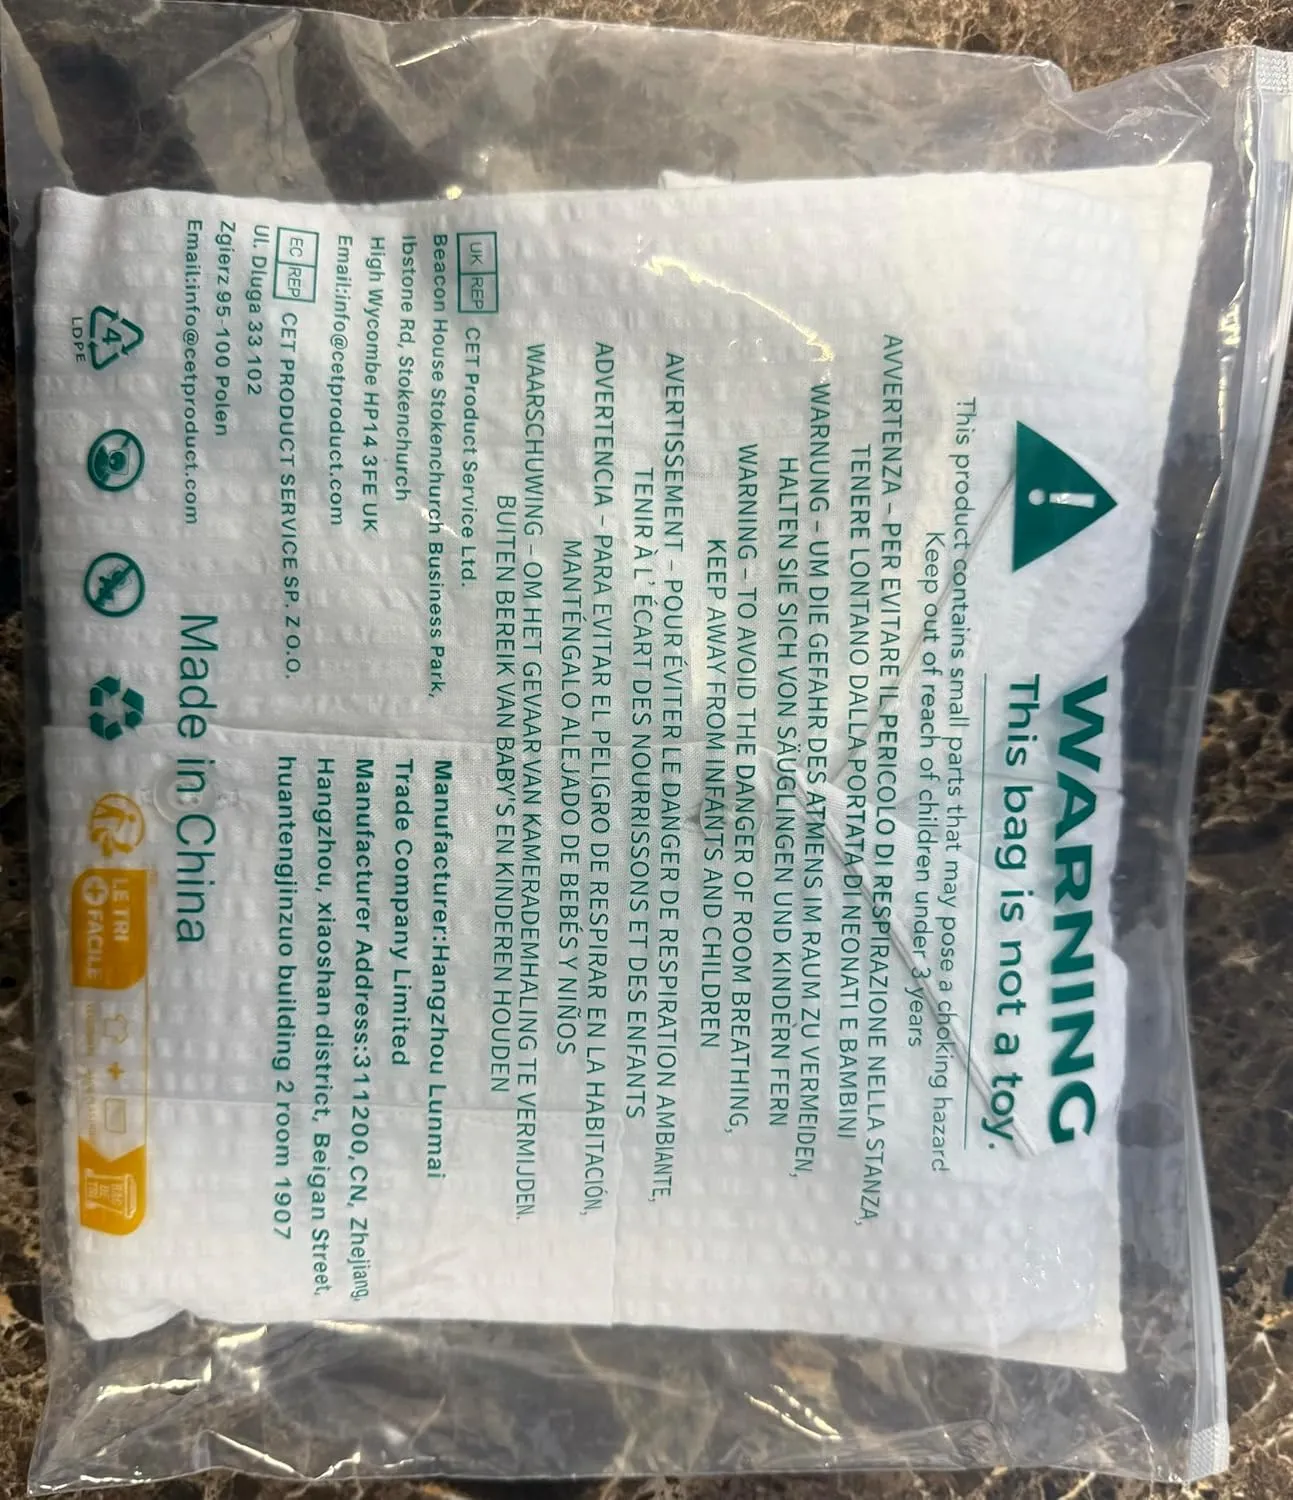 WARNING
This bag is not a toy.
This product contains small parts that may pose a choking hazard
Keep out of reach of children under 3 years
AVVERTENZA - PER EVITARE IL PERICOLO DI RESPIRAZIONE NELLA STANZA,
TENERE LONTANO DALLA PORTATA DI NEONATI E BAMBINI
WARNUNG - UM DIE GEFAHR DES ATMENS IM RAUM ZU VERMEIDEN,
HALTEN SIE SICH VON SÄUGLINGEN UND KINDERN FERN
WARNING - TO AVOID THE DANGER OF ROOM BREATHING,
KEEP AWAY FROM INFANTS AND CHILDREN
AVERTISSEMENT - POUR ÉVITER LE DANGER DE RESPIRATION AMBIANTE,
TENIR À L'ÉCART DES NOURRISSONS ET DES ENFANTS
ADVERTENCIA - PARA EVITAR EL PELIGRO DE RESPIRAR EN LA HABITACIÓN,
MANTÉNGALO ALEJADO DE BEBÉS Y NIÑOS
WAARSCHUWING - OM HET GEVAAR VAN KAMERADEMHALING TE VERMIJDEN.
BUITEN BEREIK VAN BABY'S EN KINDEREN HOUDEN
UK REP CET Product Service Ltd.
Beacon House Stokenchurch Business Park,
Ibstone Rd, Stokenchurch
High Wycombe HP14 3FE UK
Email:info@cetproduct.com
EC REP CET PRODUCT SERVICE SP. Z O.O.
Ul. Dluga 33 102
Zgierz 95-100 Polen
Email:info@cetproduct.com
Manufacturer:Hangzhou Lunmai
Trade Company Limited
Manufacturer Address:311200,CN, Zhejiang,
Hangzhou, xiaoshan district, Beigan Street,
huantengjinzuo building 2 room 1907
Made in China
4
LDPE
LE TRI
+ FACILE
+
BAC
DE
TRI